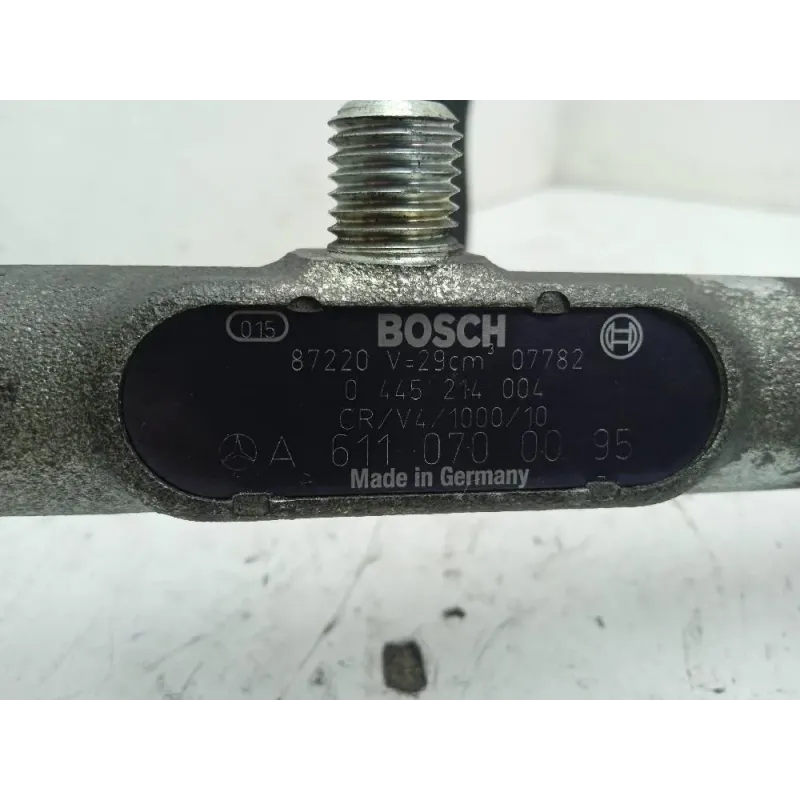 015 BOSCH
87220 V=29cm³ 07782
0 445 214 004
CR/V4/1000/10
A 611 070 00 95
Made in Germany